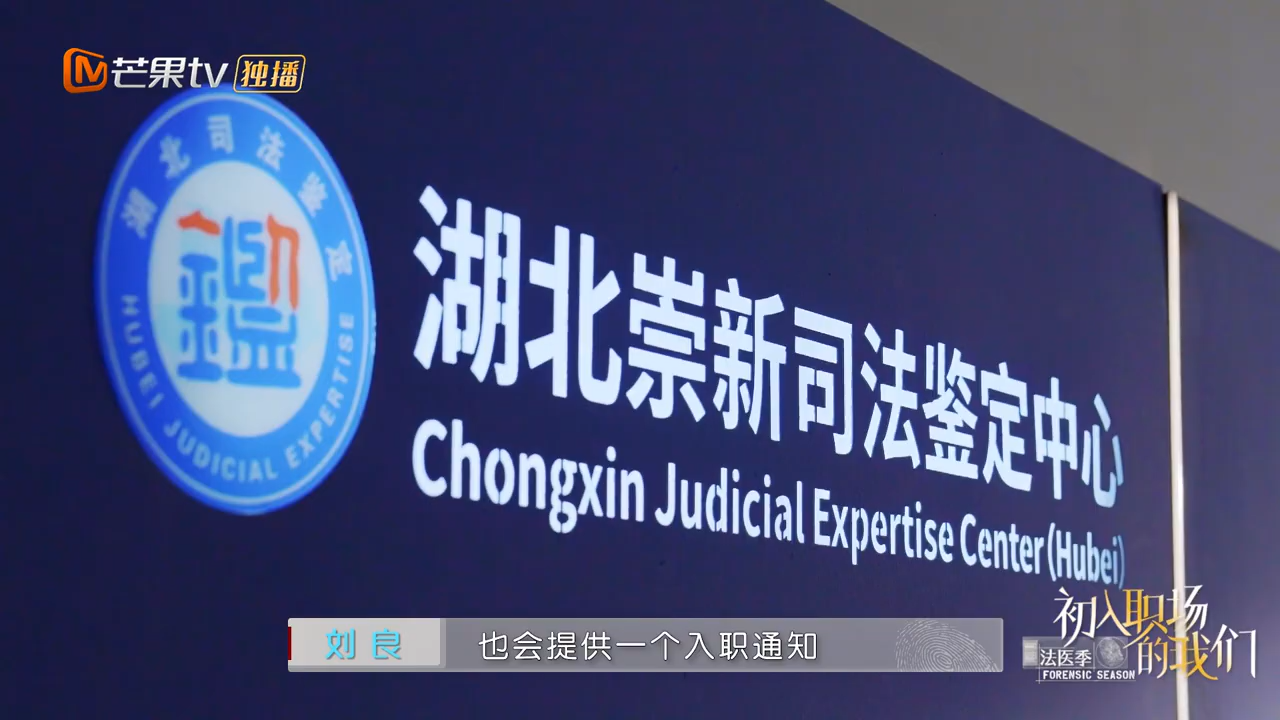 芒果tv 独播
湖北司法鉴定
鑑
HUBEI JUDICIAL EXPERTISE
湖北崇新司法鉴定中心
Chongxin Judicial Expertise Center (Hubei)
刘良 也会提供一个入职通知
初入职场的我们
法医季
FORENSIC SEASON